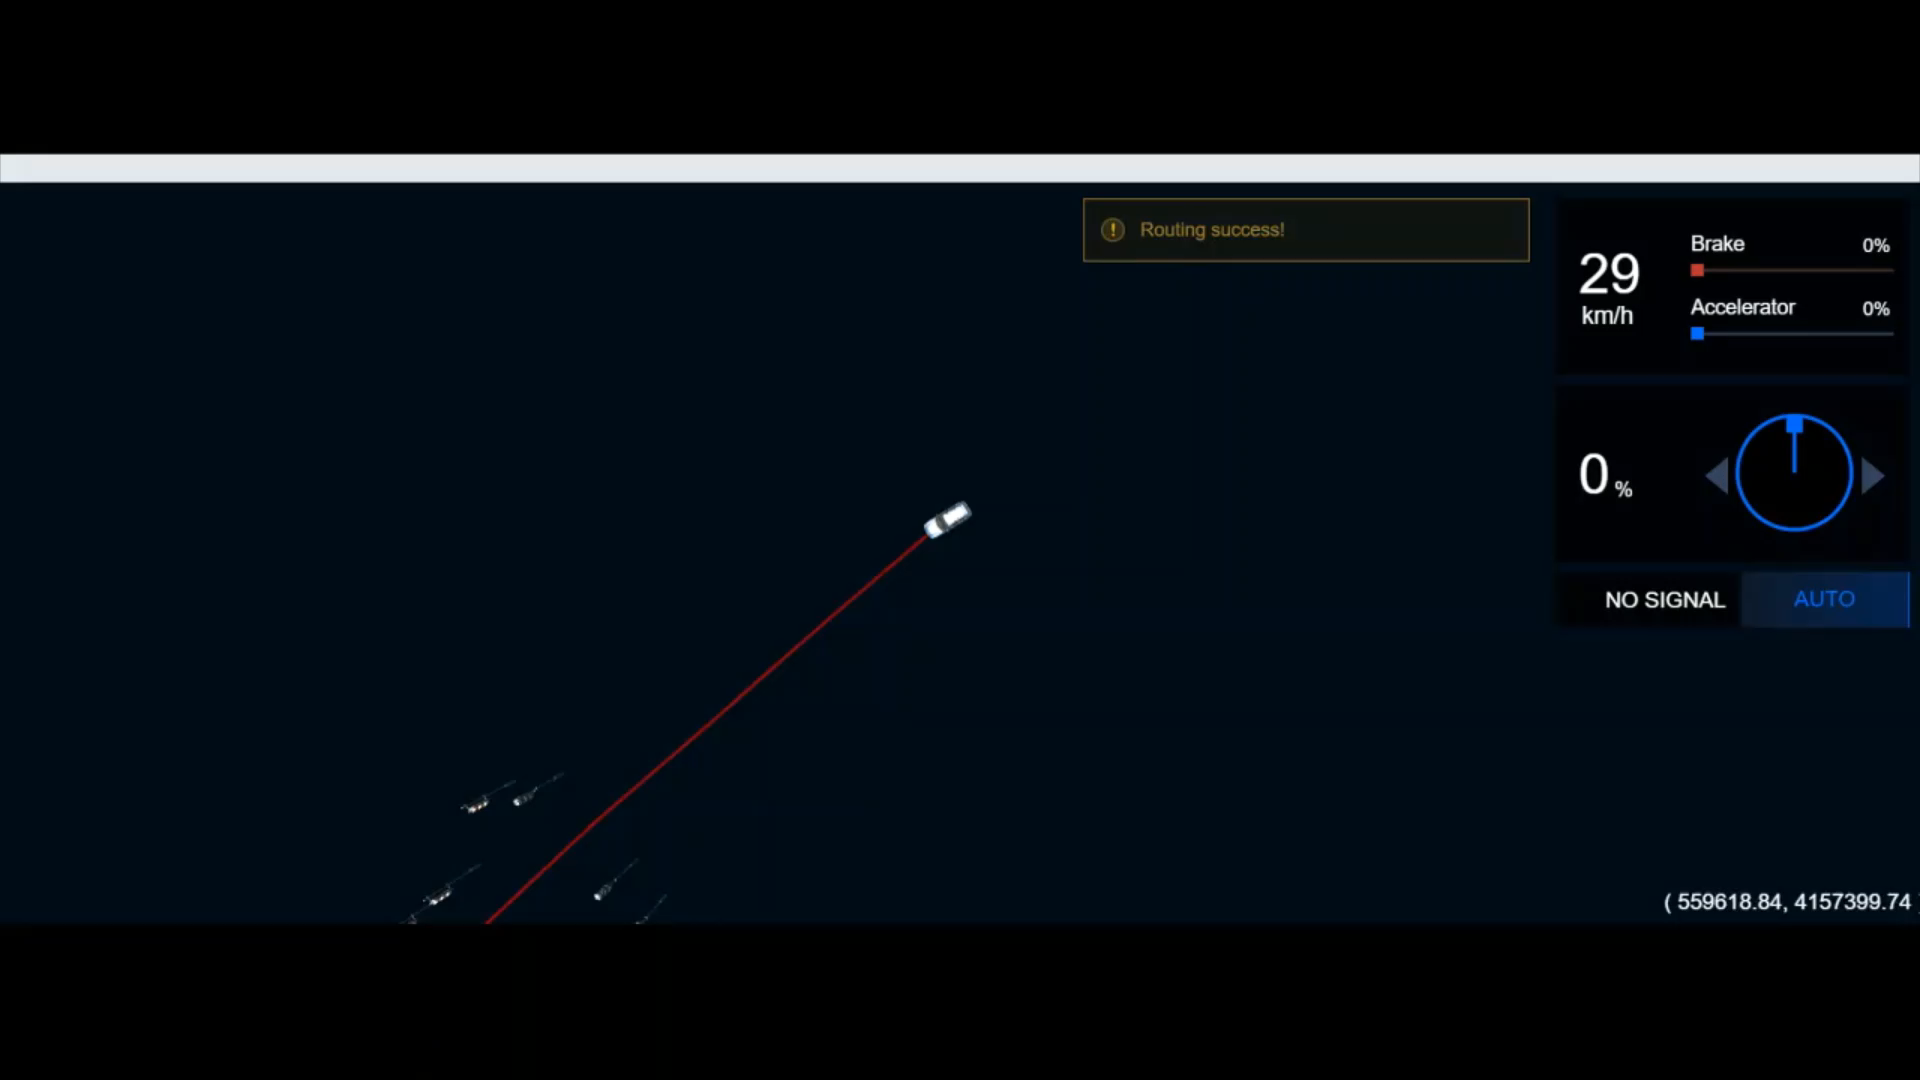 Routing success!
29
km/h
Brake 0%
Accelerator 0%
0 %
NO SIGNAL AUTO
( 559618.84, 4157399.74